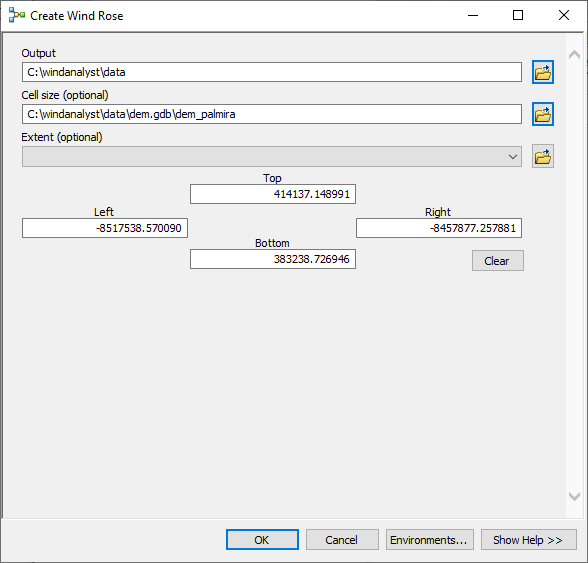 Create Wind Rose
Output
C:\windanalyst\data
Cell size (optional)
C:\windanalyst\data\dem.gdb\dem_palmira
Extent (optional)
Top
414137.148991
Left
Right
-8517538.570090
-8457877.257881
Bottom
383238.726946
Clear
OK
Cancel
Environments...
Show Help >>